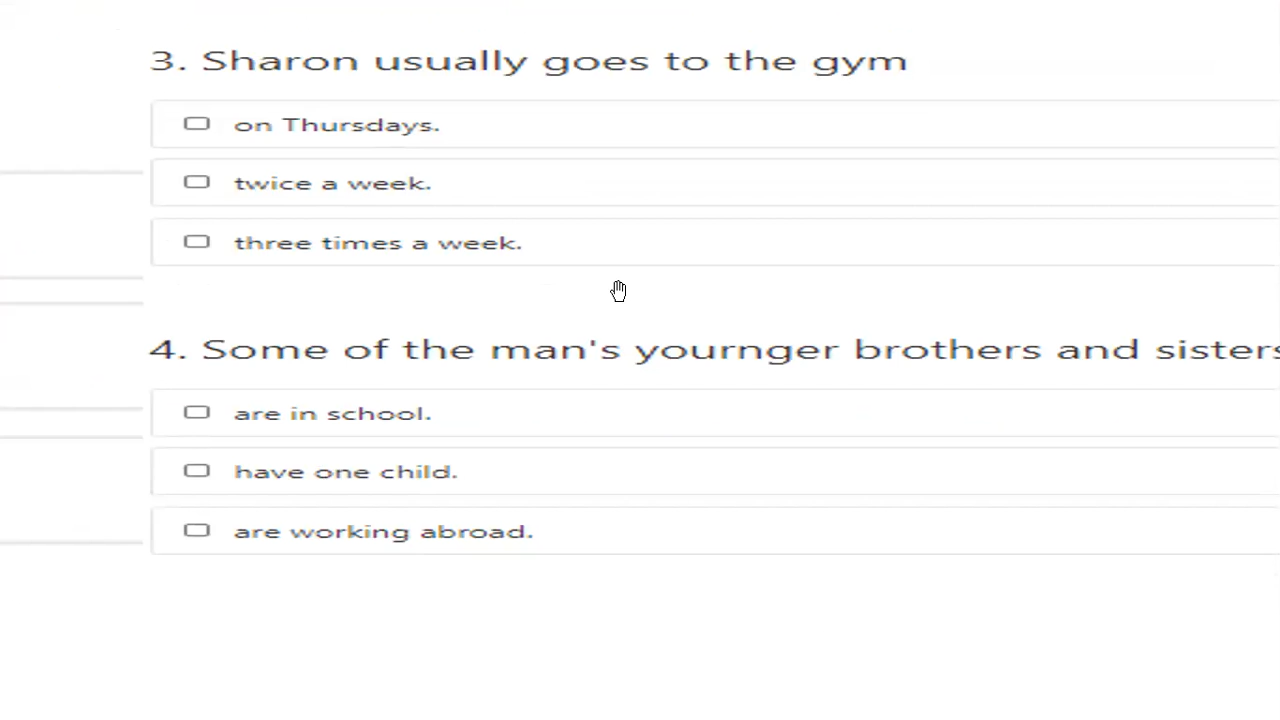 3. Sharon usually goes to the gym
on Thursdays.
twice a week.
three times a week.
4. Some of the man's yournger brothers and sisters
are in school.
have one child.
are working abroad.